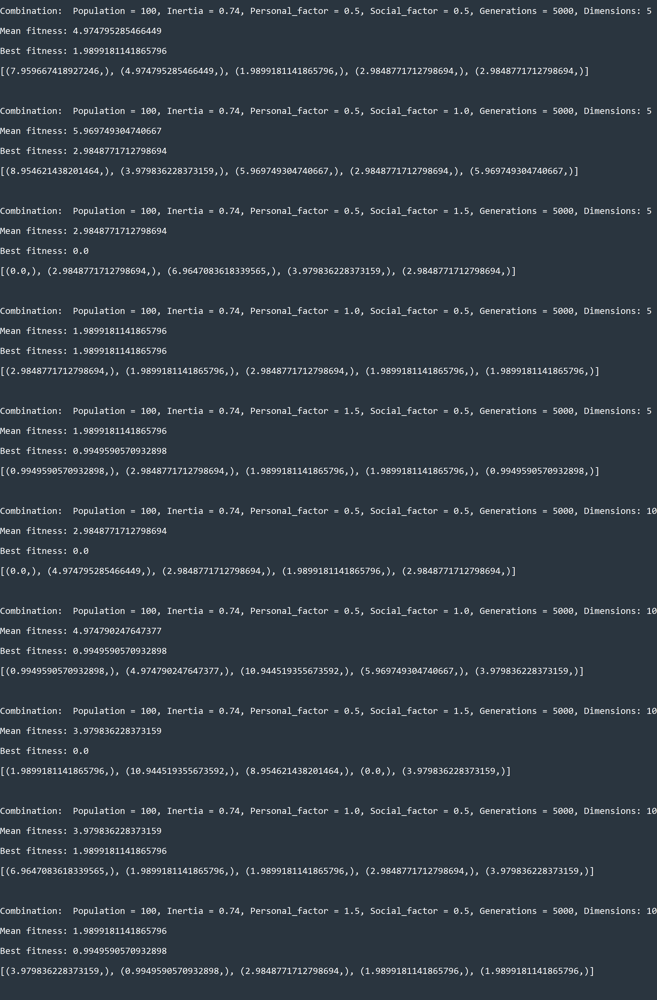 Combination:  Population = 100, Inertia = 0.74, Personal_factor = 0.5, Social_factor = 0.5, Generations = 5000, Dimensions: 5
Mean fitness: 4.974795285466449
Best fitness: 1.9899181141865796
[(7.959667418927246,), (4.974795285466449,), (1.9899181141865796,), (2.9848771712798694,), (2.9848771712798694,)]
Combination:  Population = 100, Inertia = 0.74, Personal_factor = 0.5, Social_factor = 1.0, Generations = 5000, Dimensions: 5
Mean fitness: 5.969749304740667
Best fitness: 2.9848771712798694
[(8.954621438201464,), (3.979836228373159,), (5.969749304740667,), (2.9848771712798694,), (5.969749304740667,)]
Combination:  Population = 100, Inertia = 0.74, Personal_factor = 0.5, Social_factor = 1.5, Generations = 5000, Dimensions: 5
Mean fitness: 2.9848771712798694
Best fitness: 0.0
[(0.0,), (2.9848771712798694,), (6.9647083618339565,), (3.979836228373159,), (2.9848771712798694,)]
Combination:  Population = 100, Inertia = 0.74, Personal_factor = 1.0, Social_factor = 0.5, Generations = 5000, Dimensions: 5
Mean fitness: 1.9899181141865796
Best fitness: 1.9899181141865796
[(2.9848771712798694,), (1.9899181141865796,), (2.9848771712798694,), (1.9899181141865796,), (1.9899181141865796,)]
Combination:  Population = 100, Inertia = 0.74, Personal_factor = 1.5, Social_factor = 0.5, Generations = 5000, Dimensions: 5
Mean fitness: 1.9899181141865796
Best fitness: 0.9949590570932898
[(0.9949590570932898,), (2.9848771712798694,), (1.9899181141865796,), (1.9899181141865796,), (0.9949590570932898,)]
Combination:  Population = 100, Inertia = 0.74, Personal_factor = 0.5, Social_factor = 0.5, Generations = 5000, Dimensions: 10
Mean fitness: 2.9848771712798694
Best fitness: 0.0
[(0.0,), (4.974795285466449,), (2.9848771712798694,), (1.9899181141865796,), (2.9848771712798694,)]
Combination:  Population = 100, Inertia = 0.74, Personal_factor = 0.5, Social_factor = 1.0, Generations = 5000, Dimensions: 10
Mean fitness: 4.974790247647377
Best fitness: 0.9949590570932898
[(0.9949590570932898,), (4.974790247647377,), (10.944519355673592,), (5.969749304740667,), (3.979836228373159,)]
Combination:  Population = 100, Inertia = 0.74, Personal_factor = 0.5, Social_factor = 1.5, Generations = 5000, Dimensions: 10
Mean fitness: 3.979836228373159
Best fitness: 0.0
[(1.9899181141865796,), (10.944519355673592,), (8.954621438201464,), (0.0,), (3.979836228373159,)]
Combination:  Population = 100, Inertia = 0.74, Personal_factor = 1.0, Social_factor = 0.5, Generations = 5000, Dimensions: 10
Mean fitness: 3.979836228373159
Best fitness: 1.9899181141865796
[(6.9647083618339565,), (1.9899181141865796,), (1.9899181141865796,), (2.9848771712798694,), (3.979836228373159,)]
Combination:  Population = 100, Inertia = 0.74, Personal_factor = 1.5, Social_factor = 0.5, Generations = 5000, Dimensions: 10
Mean fitness: 1.9899181141865796
Best fitness: 0.9949590570932898
[(3.979836228373159,), (0.9949590570932898,), (2.9848771712798694,), (1.9899181141865796,), (1.9899181141865796,)]